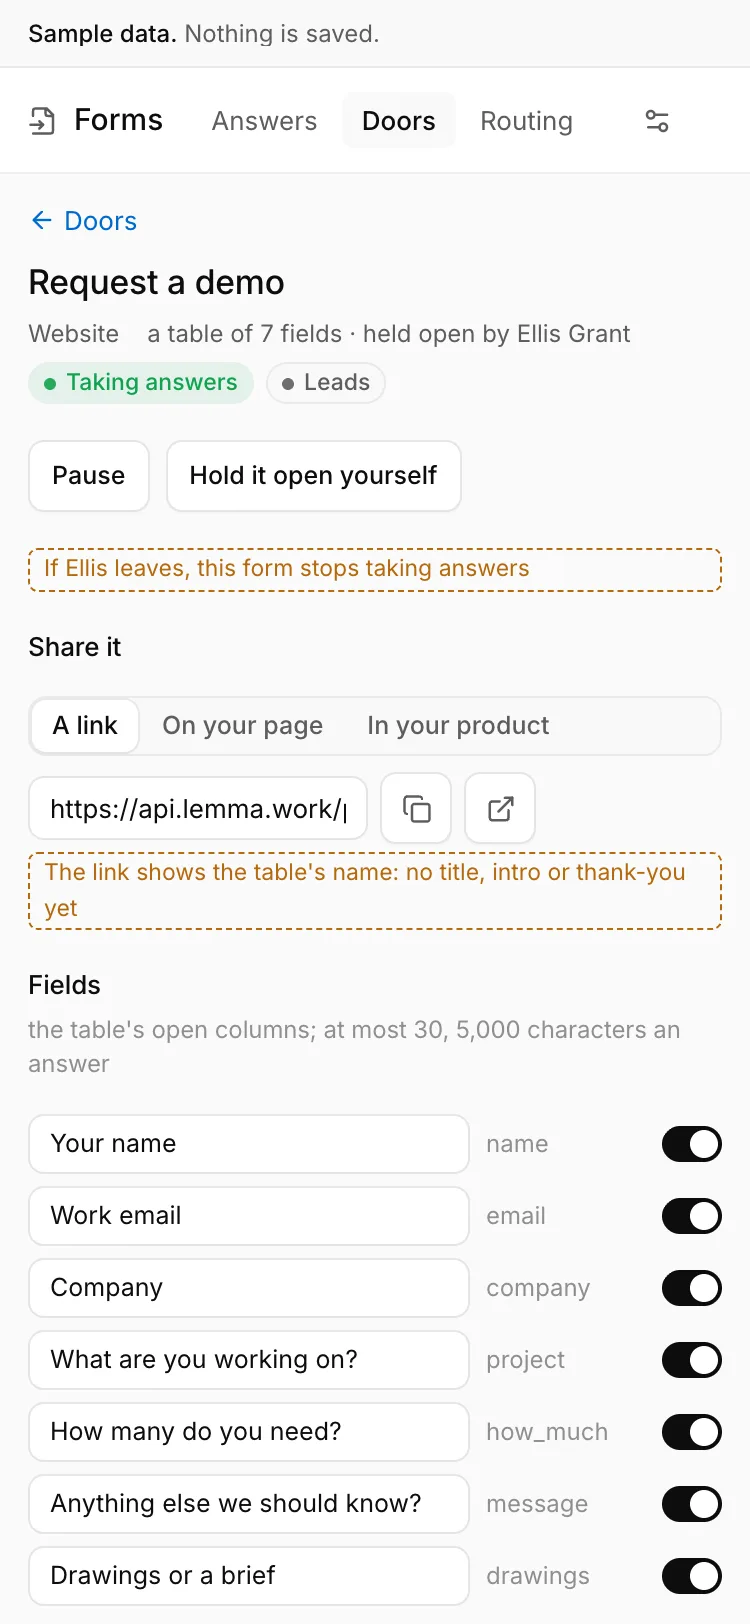 Sample data. Nothing is saved.
Forms Answers Doors Routing
← Doors
Request a demo
Website a table of 7 fields · held open by Ellis Grant
Taking answers Leads
Pause Hold it open yourself
If Ellis leaves, this form stops taking answers
Share it
A link On your page In your product
https://api.lemma.work/
The link shows the table's name: no title, intro or thank-you
yet
Fields
the table's open columns; at most 30, 5,000 characters an
answer
Your name name
Work email email
Company company
What are you working on? project
How many do you need? how_much
Anything else we should know? message
Drawings or a brief drawings